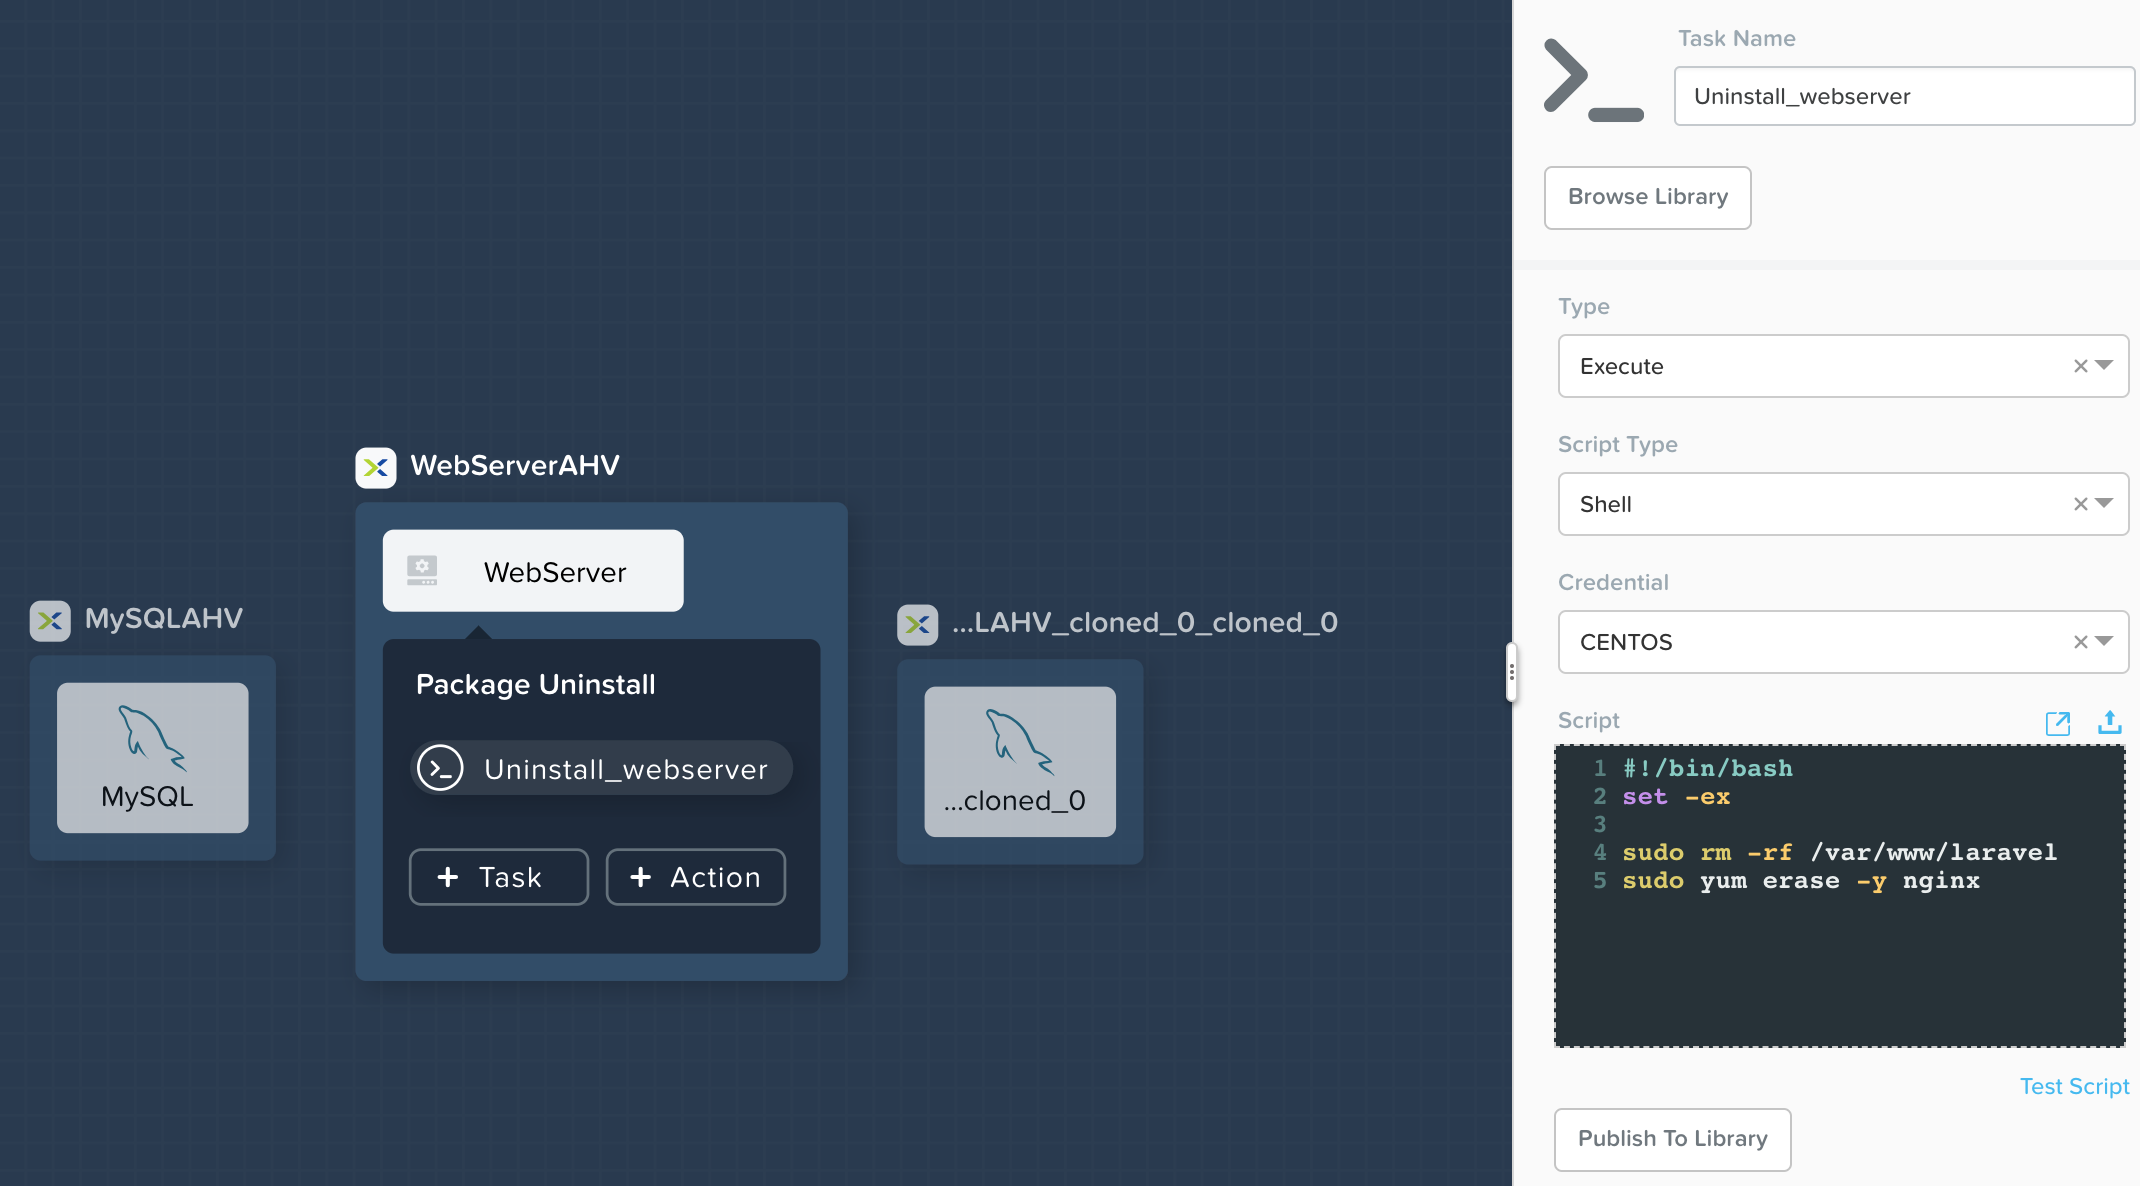 MySQLAHV
MySQL
WebServerAHV
WebServer
Package Uninstall
Uninstall_webserver
+ Task
+ Action
...LAHV_cloned_0_cloned_0
...cloned_0
Task Name
Uninstall_webserver
Browse Library
Type
Execute
Script Type
Shell
Credential
CENTOS
Script
1 #!/bin/bash
2 set -ex
3
4 sudo rm -rf /var/www/laravel
5 sudo yum erase -y nginx
Test Script
Publish To Library